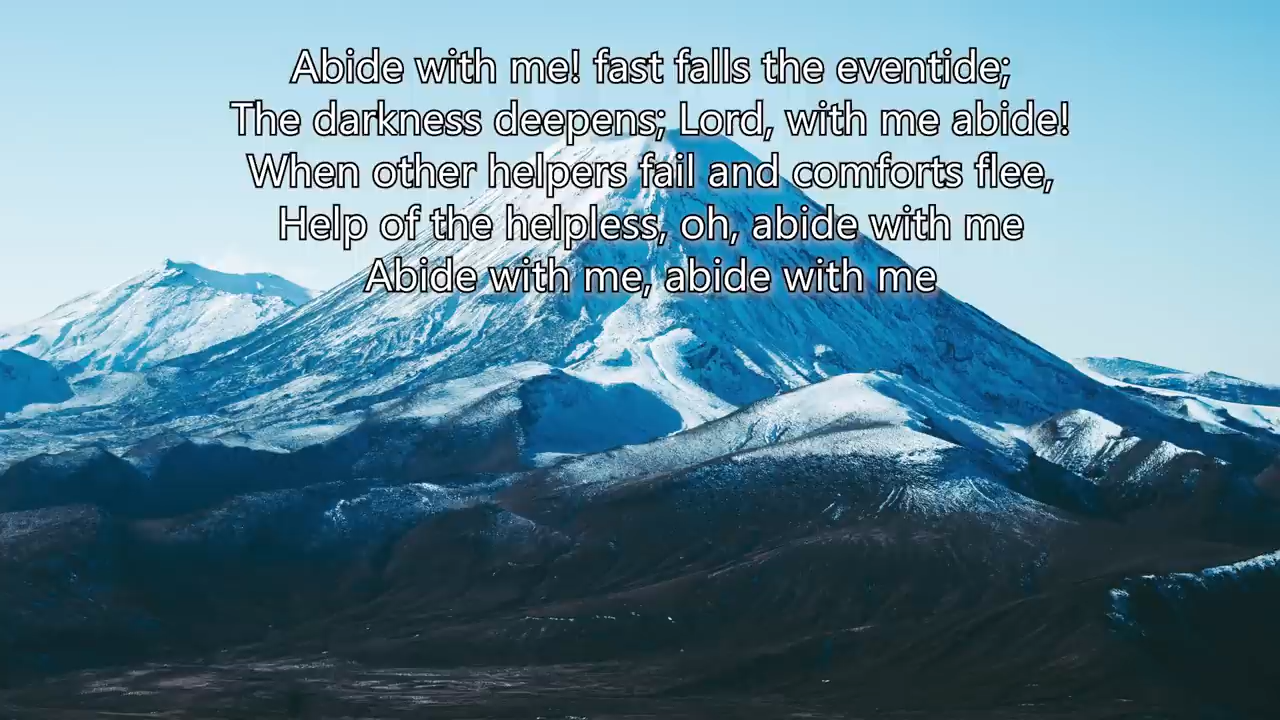 Abide with me! fast falls the eventide;
The darkness deepens; Lord, with me abide!
When other helpers fail and comforts flee,
Help of the helpless, oh, abide with me
Abide with me, abide with me